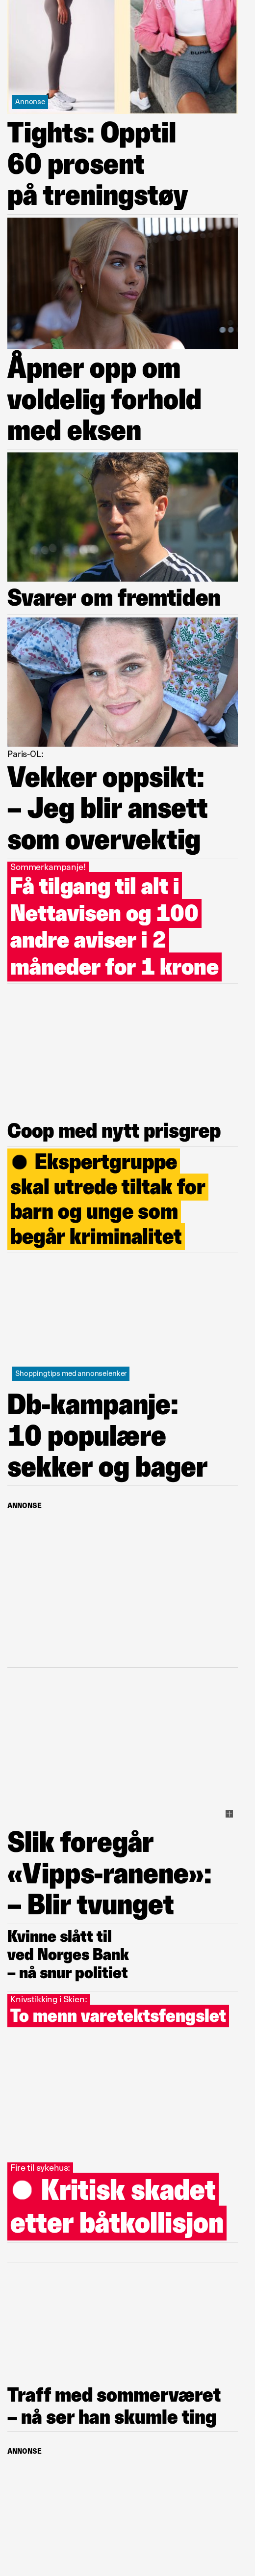 Annonse
Tights: Opptil
60 prosent
på treningstøy
Åpner opp om
voldelig forhold
med eksen
Svarer om fremtiden
Paris-OL:
Vekker oppsikt:
– Jeg blir ansett
som overvektig
Sommerkampanje!
Få tilgang til alt i
Nettavisen og 100
andre aviser i 2
måneder for 1 krone
Coop med nytt prisgrep
● Ekspertgruppe
skal utrede tiltak for
barn og unge som
begår kriminalitet
Shoppingtips med annonselenker
Db-kampanje:
10 populære
sekker og bager
ANNONSE
Slik foregår
«Vipps-ranene»:
– Blir tvunget
Kvinne slått til
ved Norges Bank
– nå snur politiet
Knivstikking i Skien:
To menn varetektsfengslet
Fire til sykehus:
● Kritisk skadet
etter båtkollisjon
Traff med sommerværet
– nå ser han skumle ting
ANNONSE